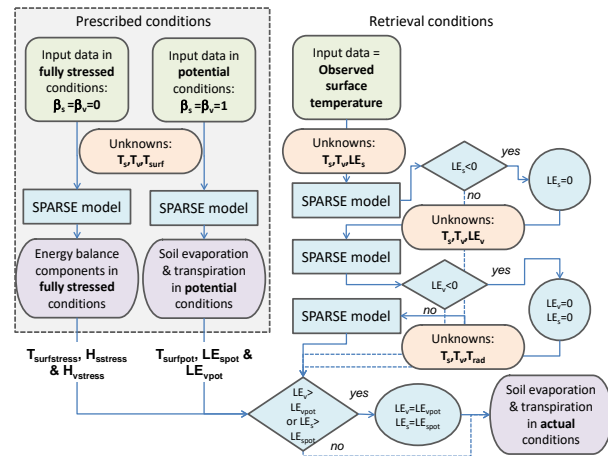 Prescribed conditions
Input data in
fully stressed
conditions:
βs =βv=0
Input data in
potential
conditions:
βs =βv=1
Unknowns:
Ts,Tv,Tsurf
SPARSE model
SPARSE model
Energy balance
components in
fully stressed
conditions
Soil evaporation
& transpiration
in potential
conditions
Tsurfstress, Hsstress
& Hvstress
Tsurfpot, LEspot &
LEvpot
Retrieval conditions
Input data =
Observed
surface
temperature
Unknowns:
Ts,Tv,LEs
SPARSE model
LEs<0
yes
LEs=0
no
Unknowns:
Ts,Tv,LEv
SPARSE model
LEv<0
yes
LEv=0
LEs=0
no
SPARSE model
Unknowns:
Ts,Tv,Trad
LEv>
LEvpot
or LEs>
LEspot
yes
LEv=LEvpot
LEs=LEspot
no
Soil evaporation
& transpiration
in actual
conditions